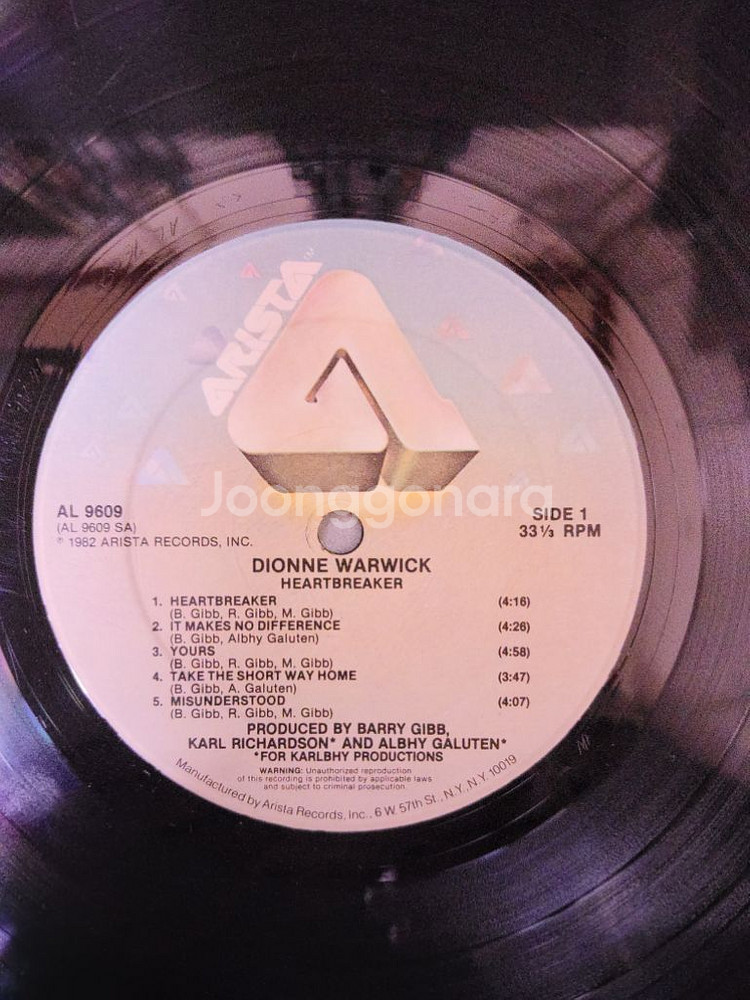 ARISTA™
Joonggonara
AL 9609
(AL 9609 SA)
℗ 1982 ARISTA RECORDS, INC.
SIDE 1
33⅓ RPM
DIONNE WARWICK
HEARTBREAKER
1. HEARTBREAKER (4:16)
(B. Gibb, R. Gibb, M. Gibb)
2. IT MAKES NO DIFFERENCE (4:26)
(B. Gibb, Albhy Galuten)
3. YOURS (4:58)
(B. Gibb, R. Gibb, M. Gibb)
4. TAKE THE SHORT WAY HOME (3:47)
(B. Gibb, A. Galuten)
5. MISUNDERSTOOD (4:07)
(B. Gibb, R. Gibb, M. Gibb)
PRODUCED BY BARRY GIBB,
KARL RICHARDSON* AND ALBHY GALUTEN*
*FOR KARLBHY PRODUCTIONS
WARNING: Unauthorized reproduction
of this recording is prohibited by applicable laws
and subject to criminal prosecution.
Manufactured by Arista Records, Inc., 6 W. 57th St., N.Y., N.Y. 10019